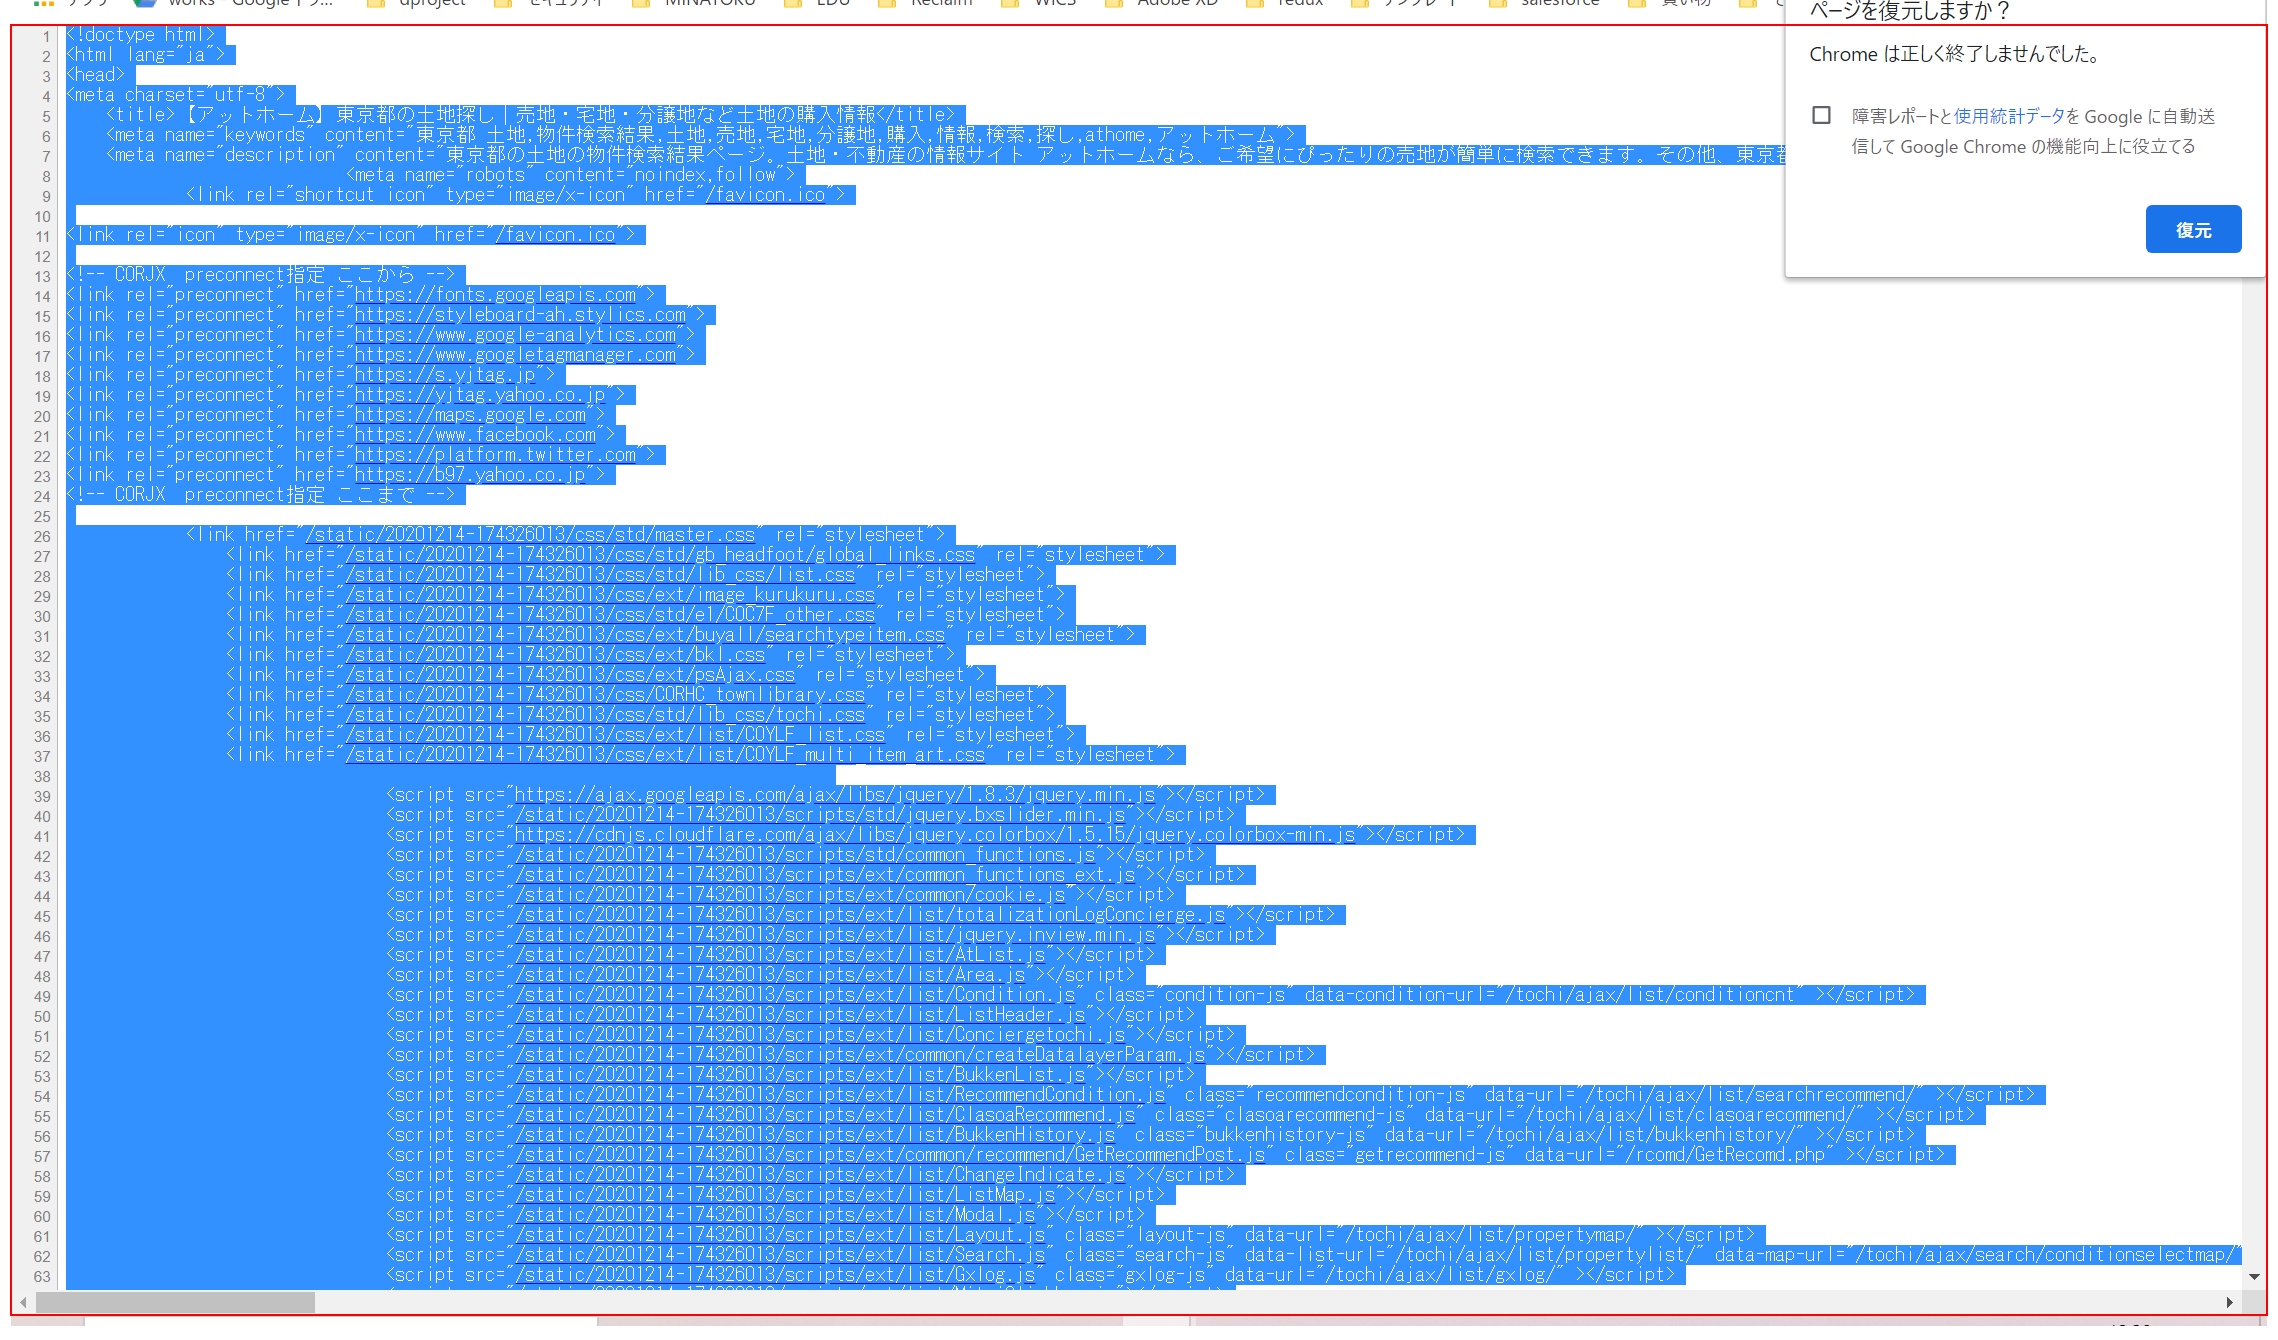 works - Google ドラ...
dproject
セキュリティ
MINATOKU
EDU
Reclaim
WICS
Adobe XD
redux
テンプレート
salesforce
買い物
ページを復元しますか？
Chrome は正しく終了しませんでした。
障害レポートと使用統計データを Google に自動送
信して Google Chrome の機能向上に役立てる
復元
1 <!doctype html>
2 <html lang="ja">
3 <head>
4 <meta charset="utf-8">
5 <title>【アットホーム】東京都の土地探し｜売地・宅地・分譲地など土地の購入情報</title>
6 <meta name="keywords" content="東京都 土地,物件検索結果,土地,売地,宅地,分譲地,購入,情報,検索,探し,athome,アットホーム">
7 <meta name="description" content="東京都の土地の物件検索結果ページ。土地・不動産の情報サイト アットホームなら、ご希望にぴったりの売地が簡単に検索できます。その他、東京都
8 <meta name="robots" content="noindex,follow">
9 <link rel="shortcut icon" type="image/x-icon" href="/favicon.ico">
10
11 <link rel="icon" type="image/x-icon" href="/favicon.ico">
12
13 <!-- CORJX preconnect指定 ここから -->
14 <link rel="preconnect" href="https://fonts.googleapis.com">
15 <link rel="preconnect" href="https://styleboard-ah.stylics.com">
16 <link rel="preconnect" href="https://www.google-analytics.com">
17 <link rel="preconnect" href="https://www.googletagmanager.com">
18 <link rel="preconnect" href="https://s.yjtag.jp">
19 <link rel="preconnect" href="https://yjtag.yahoo.co.jp">
20 <link rel="preconnect" href="https://maps.google.com">
21 <link rel="preconnect" href="https://www.facebook.com">
22 <link rel="preconnect" href="https://platform.twitter.com">
23 <link rel="preconnect" href="https://b97.yahoo.co.jp">
24 <!-- CORJX preconnect指定 ここまで -->
25
26 <link href="/static/20201214-174326013/css/std/master.css" rel="stylesheet">
27 <link href="/static/20201214-174326013/css/std/gb_headfoot/global_links.css" rel="stylesheet">
28 <link href="/static/20201214-174326013/css/std/lib_css/list.css" rel="stylesheet">
29 <link href="/static/20201214-174326013/css/ext/image_kurukuru.css" rel="stylesheet">
30 <link href="/static/20201214-174326013/css/std/e1/COC7F_other.css" rel="stylesheet">
31 <link href="/static/20201214-174326013/css/ext/buyall/searchtypeitem.css" rel="stylesheet">
32 <link href="/static/20201214-174326013/css/ext/bkl.css" rel="stylesheet">
33 <link href="/static/20201214-174326013/css/ext/psAjax.css" rel="stylesheet">
34 <link href="/static/20201214-174326013/css/CORHC_townlibrary.css" rel="stylesheet">
35 <link href="/static/20201214-174326013/css/std/lib_css/tochi.css" rel="stylesheet">
36 <link href="/static/20201214-174326013/css/ext/list/COYLF_list.css" rel="stylesheet">
37 <link href="/static/20201214-174326013/css/ext/list/COYLF_multi_item_art.css" rel="stylesheet">
38
39 <script src="https://ajax.googleapis.com/ajax/libs/jquery/1.8.3/jquery.min.js"></script>
40 <script src="/static/20201214-174326013/scripts/std/jquery.bxslider.min.js"></script>
41 <script src="https://cdnjs.cloudflare.com/ajax/libs/jquery.colorbox/1.5.15/jquery.colorbox-min.js"></script>
42 <script src="/static/20201214-174326013/scripts/std/common_functions.js"></script>
43 <script src="/static/20201214-174326013/scripts/ext/common_functions_ext.js"></script>
44 <script src="/static/20201214-174326013/scripts/ext/common/cookie.js"></script>
45 <script src="/static/20201214-174326013/scripts/ext/list/totalizationLogConcierge.js"></script>
46 <script src="/static/20201214-174326013/scripts/ext/list/jquery.inview.min.js"></script>
47 <script src="/static/20201214-174326013/scripts/ext/list/AtList.js"></script>
48 <script src="/static/20201214-174326013/scripts/ext/list/Area.js"></script>
49 <script src="/static/20201214-174326013/scripts/ext/list/Condition.js" class="condition-js" data-condition-url="/tochi/ajax/list/conditioncnt" ></script>
50 <script src="/static/20201214-174326013/scripts/ext/list/ListHeader.js"></script>
51 <script src="/static/20201214-174326013/scripts/ext/list/Conciergetochi.js"></script>
52 <script src="/static/20201214-174326013/scripts/ext/common/createDatalayerParam.js"></script>
53 <script src="/static/20201214-174326013/scripts/ext/list/BukkenList.js"></script>
54 <script src="/static/20201214-174326013/scripts/ext/list/RecommendCondition.js" class="recommendcondition-js" data-url="/tochi/ajax/list/searchrecommend/" ></script>
55 <script src="/static/20201214-174326013/scripts/ext/list/ClasoaRecommend.js" class="clasoarecommend-js" data-url="/tochi/ajax/list/clasoarecommend/" ></script>
56 <script src="/static/20201214-174326013/scripts/ext/list/BukkenHistory.js" class="bukkenhistory-js" data-url="/tochi/ajax/list/bukkenhistory/" ></script>
57 <script src="/static/20201214-174326013/scripts/ext/common/recommend/GetRecommendPost.js" class="getrecommend-js" data-url="/rcomd/GetRecomd.php" ></script>
58 <script src="/static/20201214-174326013/scripts/ext/list/ChangeIndicate.js"></script>
59 <script src="/static/20201214-174326013/scripts/ext/list/ListMap.js"></script>
60 <script src="/static/20201214-174326013/scripts/ext/list/Modal.js"></script>
61 <script src="/static/20201214-174326013/scripts/ext/list/Layout.js" class="layout-js" data-url="/tochi/ajax/list/propertymap/" ></script>
62 <script src="/static/20201214-174326013/scripts/ext/list/Search.js" class="search-js" data-list-url="/tochi/ajax/list/propertylist/" data-map-url="/tochi/ajax/search/conditionselectmap/"
63 <script src="/static/20201214-174326013/scripts/ext/list/Gxlog.js" class="gxlog-js" data-url="/tochi/ajax/list/gxlog/" ></script>